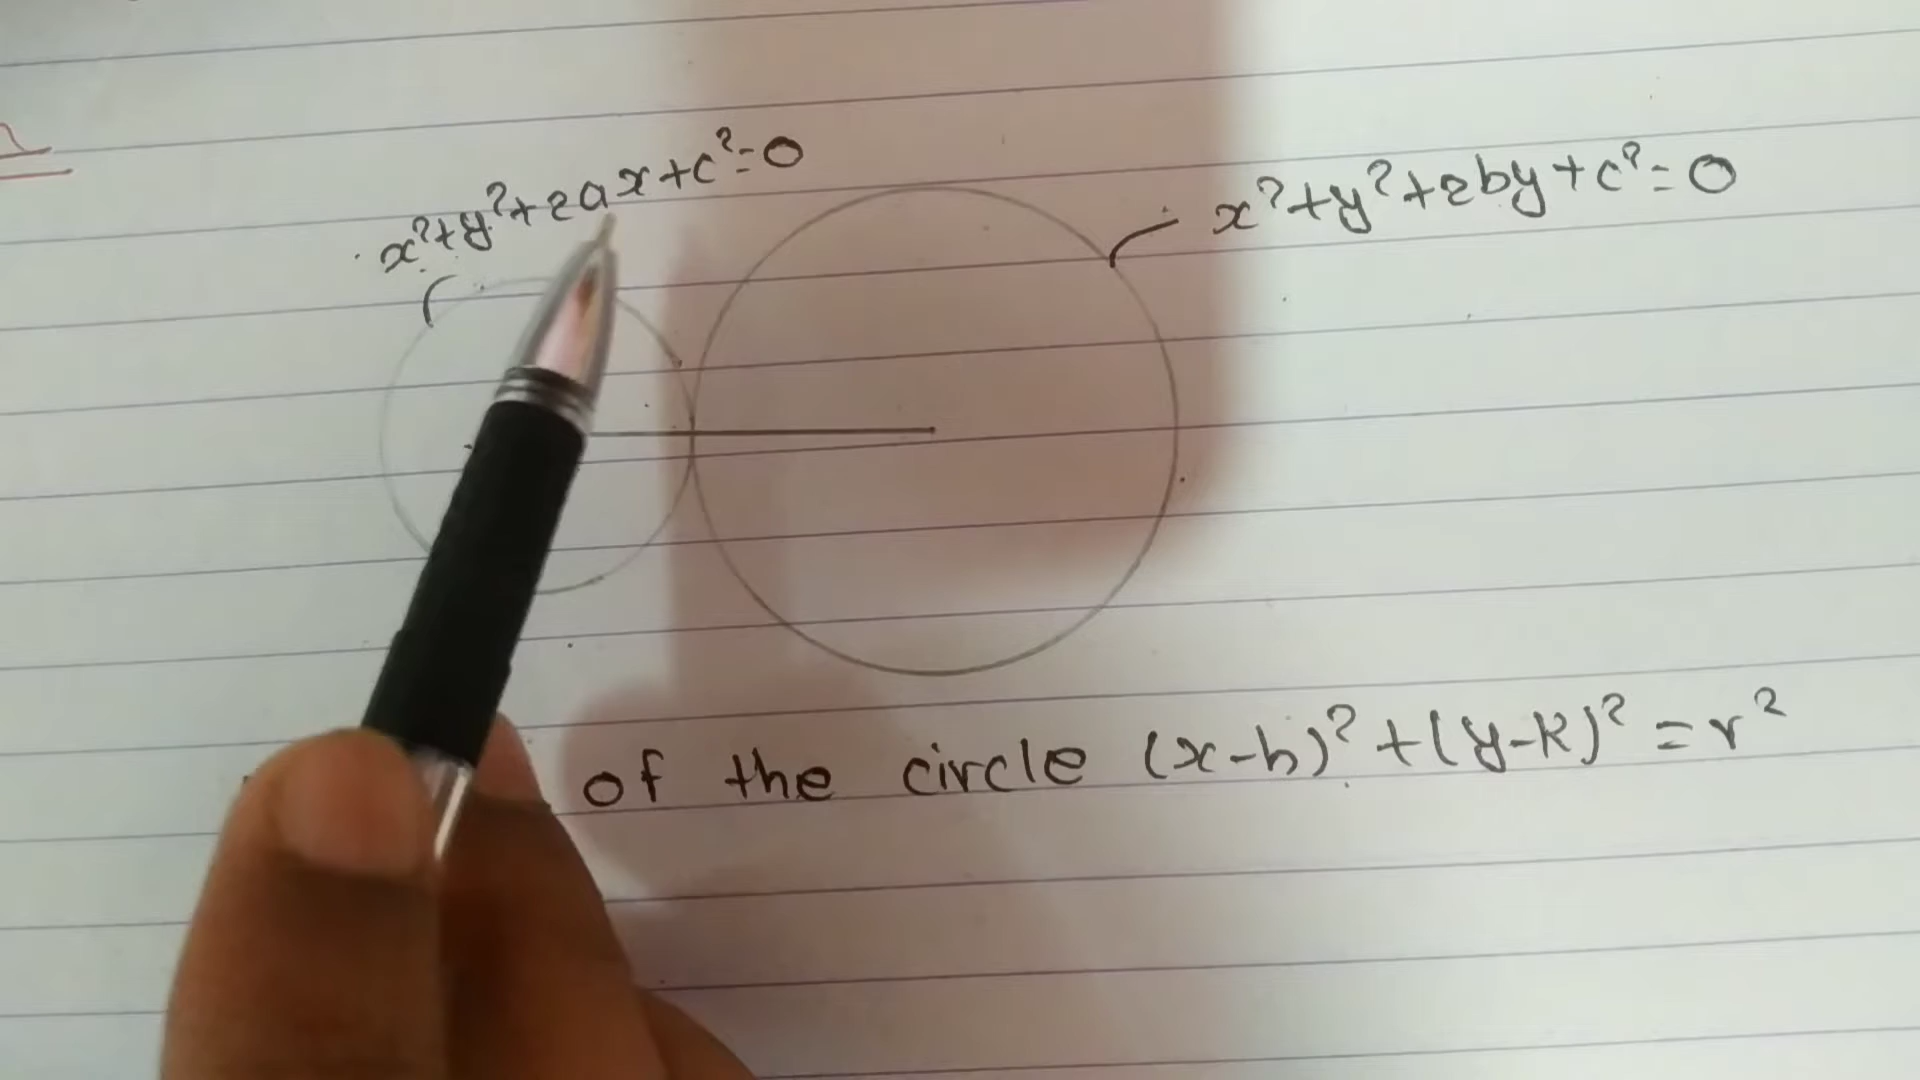 x²+y²+2ax+c²=0
x²+y²+2by+c²=0
of the circle (x-h)²+(y-k)²=r²